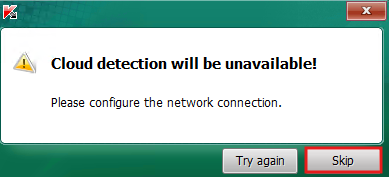 Cloud detection will be unavailable!
Please configure the network connection.
Try again
Skip